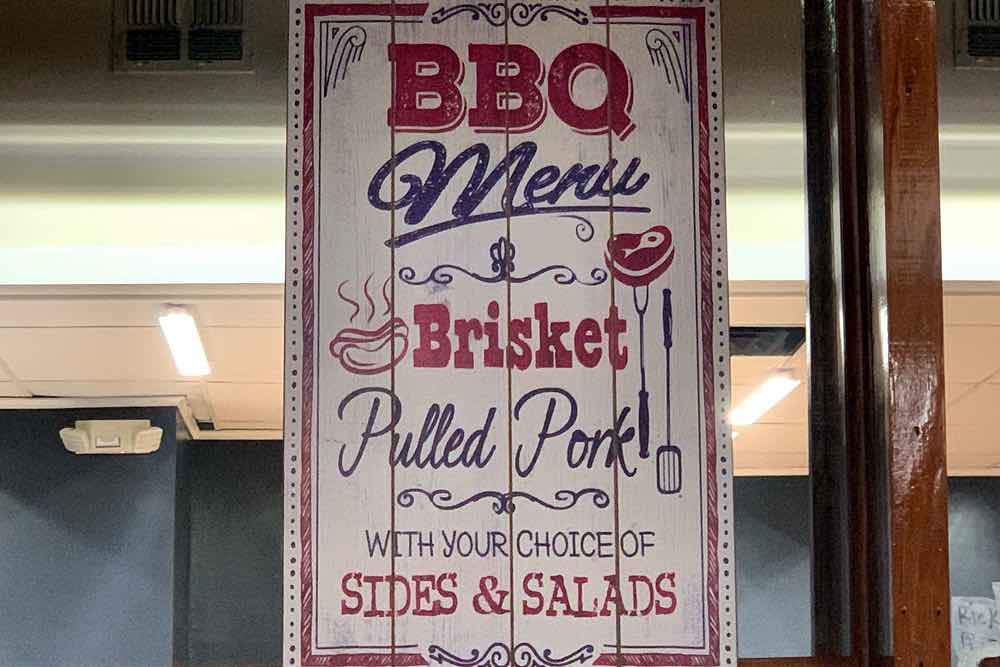 BBQ
Menu
Brisket
Pulled Pork
WITH YOUR CHOICE OF
SIDES & SALADS